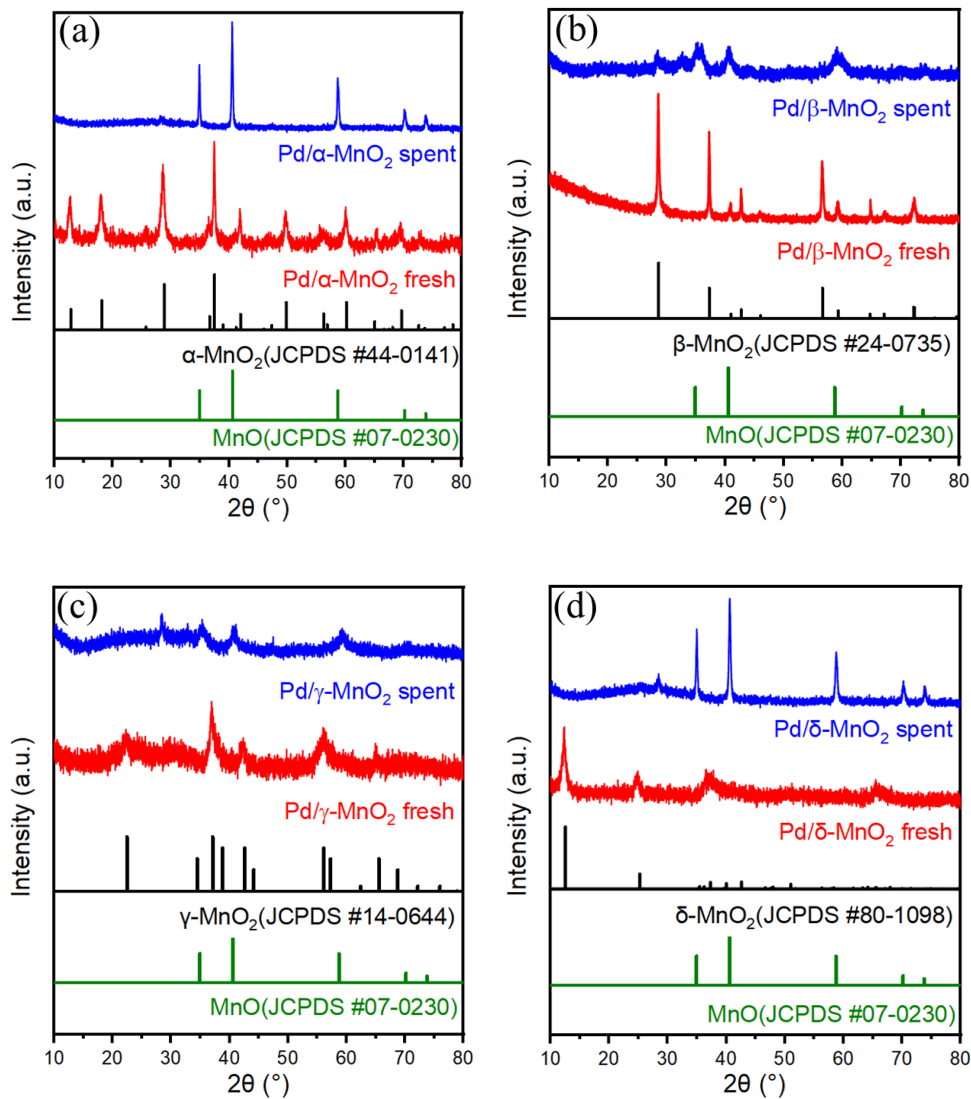 (a)
Pd/α-MnO₂ spent
Pd/α-MnO₂ fresh
α-MnO₂(JCPDS #44-0141)
MnO(JCPDS #07-0230)
Intensity (a.u.)
10 20 30 40 50 60 70 80
2θ (°)
(b)
Pd/β-MnO₂ spent
Pd/β-MnO₂ fresh
β-MnO₂(JCPDS #24-0735)
MnO(JCPDS #07-0230)
Intensity (a.u.)
10 20 30 40 50 60 70 80
2θ (°)
(c)
Pd/γ-MnO₂ spent
Pd/γ-MnO₂ fresh
γ-MnO₂(JCPDS #14-0644)
MnO(JCPDS #07-0230)
Intensity (a.u.)
10 20 30 40 50 60 70 80
2θ (°)
(d)
Pd/δ-MnO₂ spent
Pd/δ-MnO₂ fresh
δ-MnO₂(JCPDS #80-1098)
MnO(JCPDS #07-0230)
Intensity (a.u.)
10 20 30 40 50 60 70 80
2θ (°)